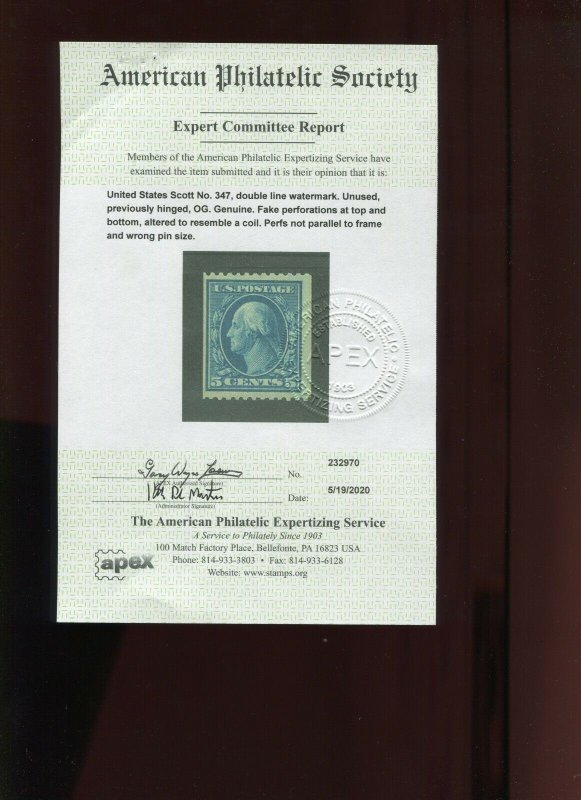 American Philatelic Society
Expert Committee Report
Members of the American Philatelic Expertizing Service have
examined the item submitted and it is their opinion that it is:
United States Scott No. 347, double line watermark. Unused,
previously hinged, OG. Genuine. Fake perforations at top and
bottom, altered to resemble a coil. Perfs not parallel to frame
and wrong pin size.
U.S. POSTAGE
5 CENTS 5
AMERICAN PHILATELIC
ESTABLISHED
APEX
1903
EXPERTIZING SERVICE
No. 232970
(APEX Authorized Signature)
Date: 5/19/2020
(Administrator Signature)
The American Philatelic Expertizing Service
A Service to Philately Since 1903
100 Match Factory Place, Bellefonte, PA 16823 USA
Phone: 814-933-3803 • Fax: 814-933-6128
Website: www.stamps.org
apex